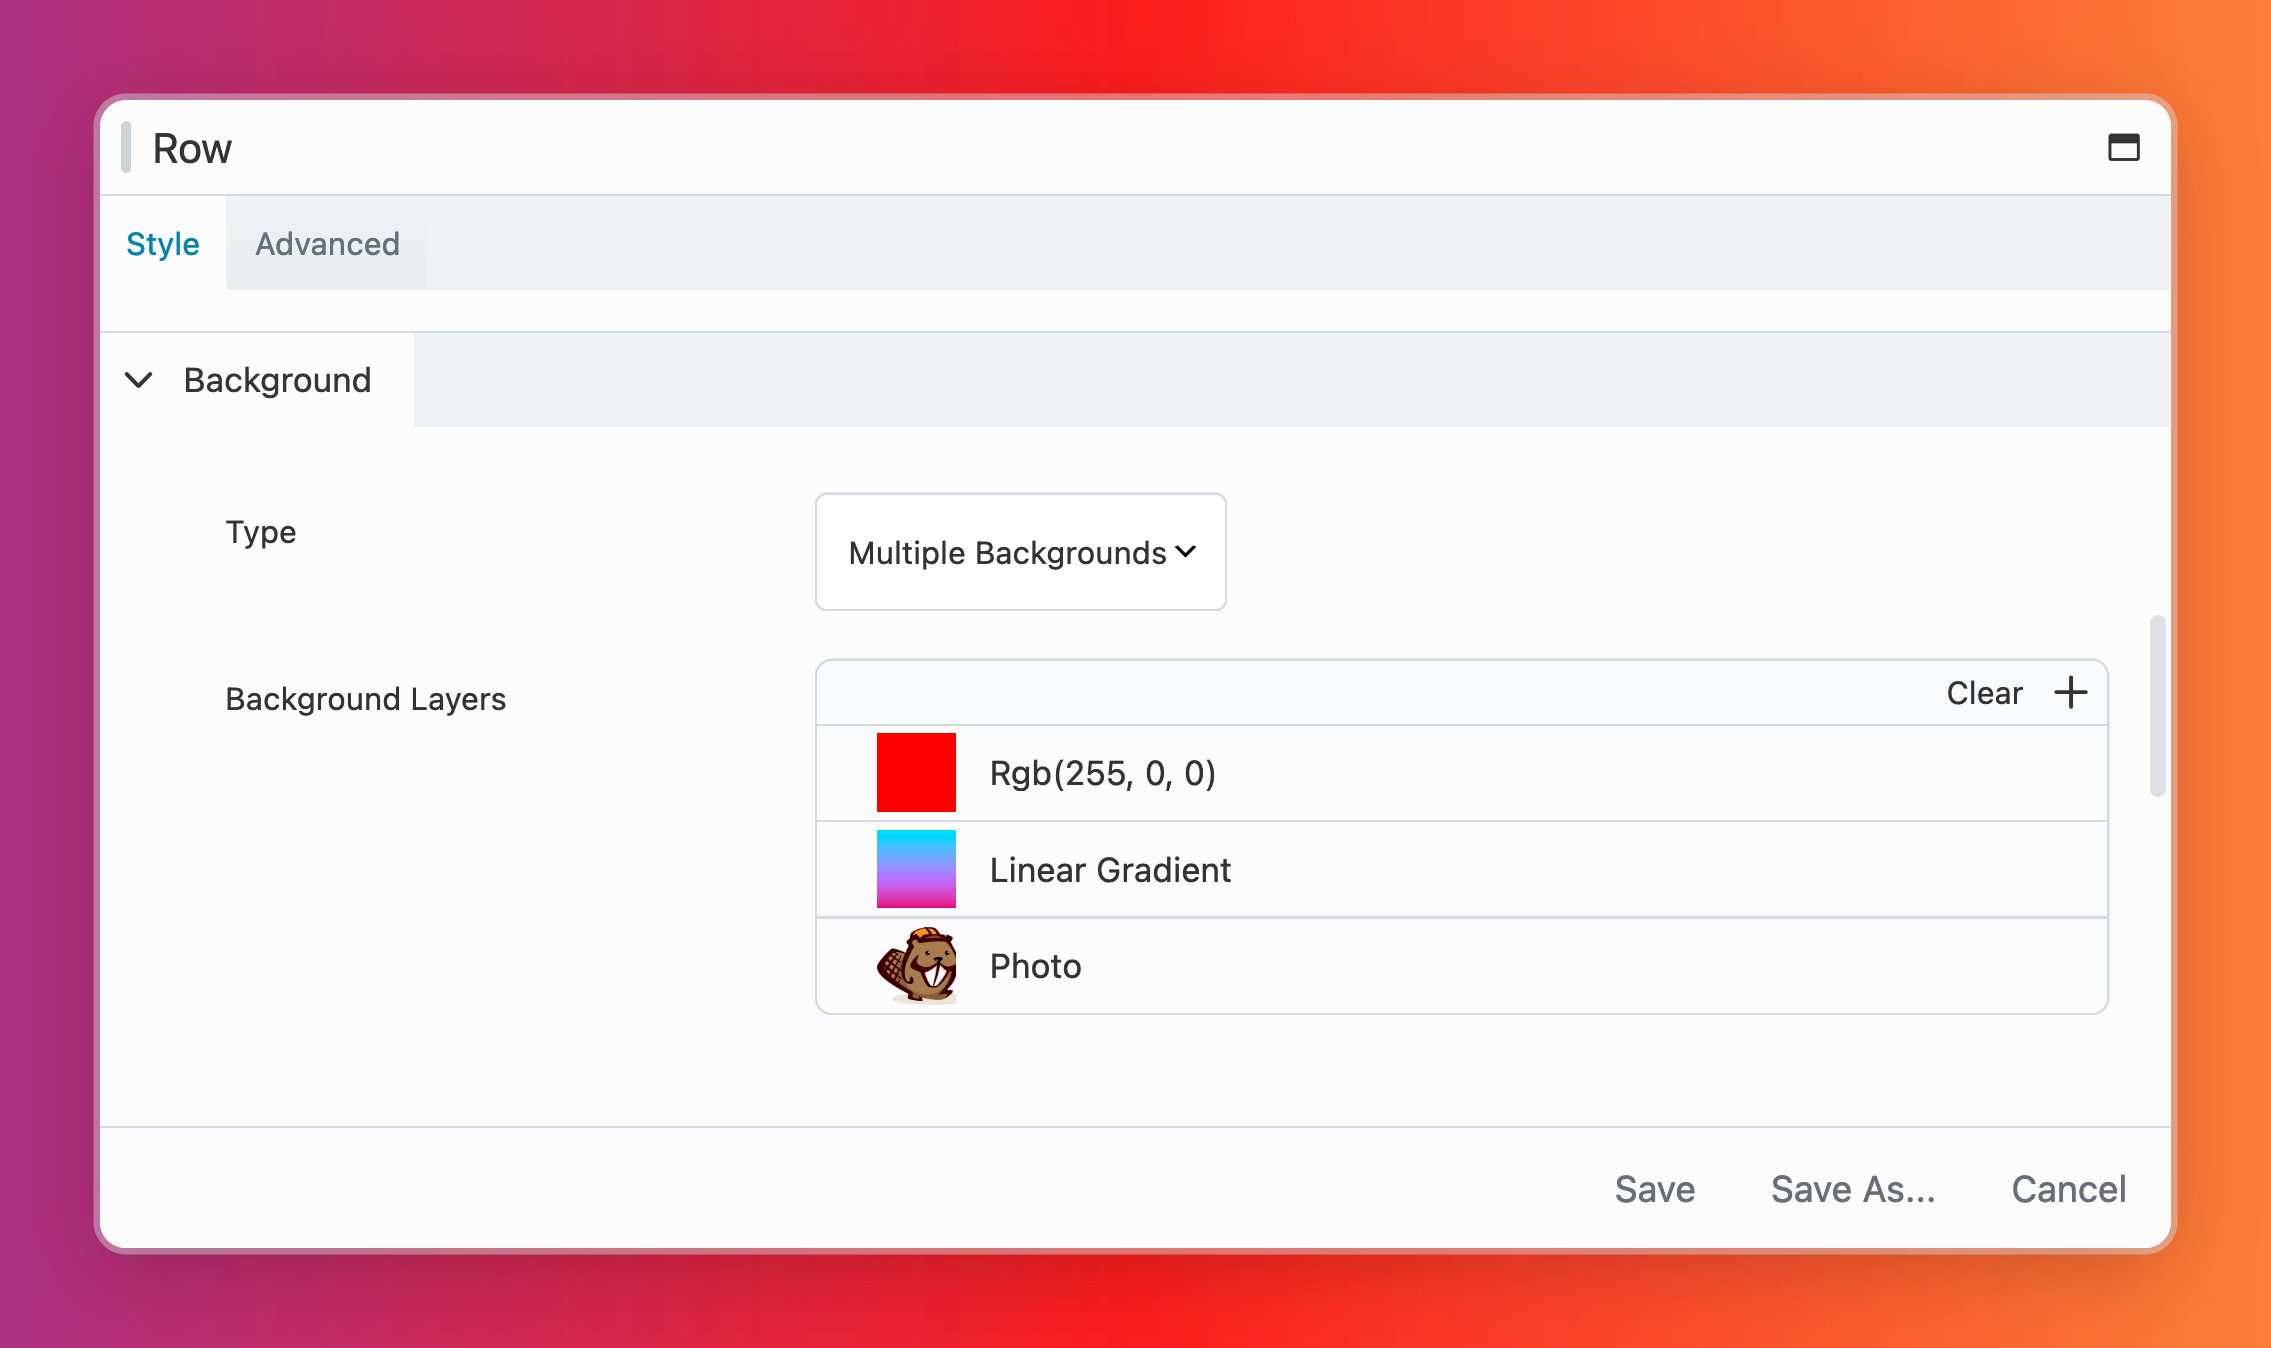 Row
Style
Advanced
Background
Type
Multiple Backgrounds
Background Layers
Clear
Rgb(255, 0, 0)
Linear Gradient
Photo
Save
Save As...
Cancel